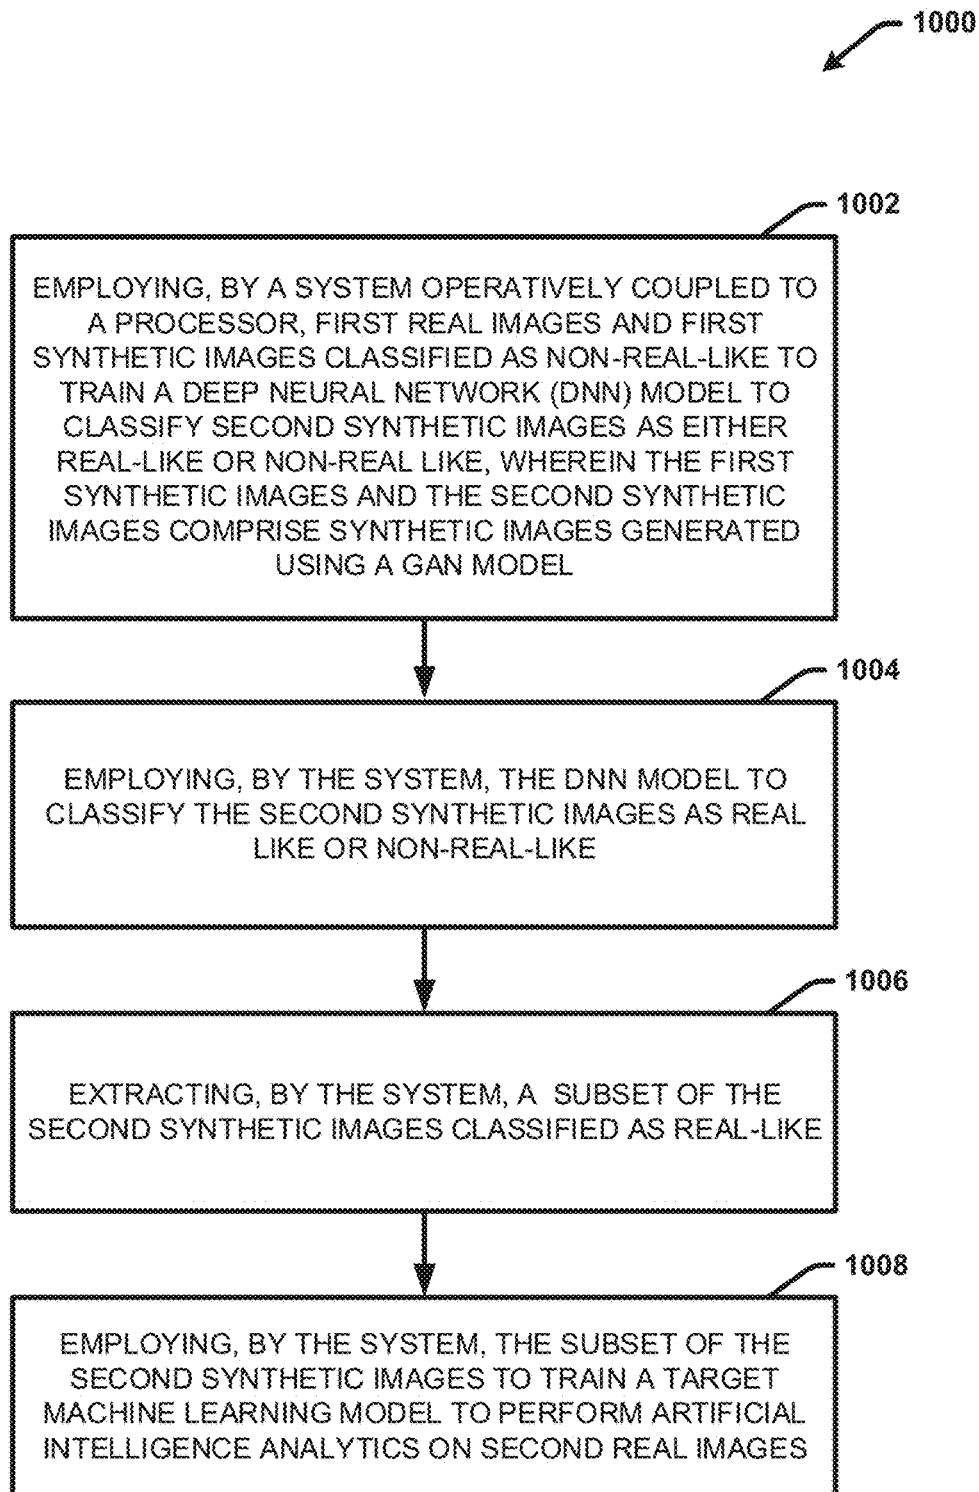 1000
1002
EMPLOYING, BY A SYSTEM OPERATIVELY COUPLED TO
A PROCESSOR, FIRST REAL IMAGES AND FIRST
SYNTHETIC IMAGES CLASSIFIED AS NON-REAL-LIKE TO
TRAIN A DEEP NEURAL NETWORK (DNN) MODEL TO
CLASSIFY SECOND SYNTHETIC IMAGES AS EITHER
REAL-LIKE OR NON-REAL LIKE, WHEREIN THE FIRST
SYNTHETIC IMAGES AND THE SECOND SYNTHETIC
IMAGES COMPRISE SYNTHETIC IMAGES GENERATED
USING A GAN MODEL
1004
EMPLOYING, BY THE SYSTEM, THE DNN MODEL TO
CLASSIFY THE SECOND SYNTHETIC IMAGES AS REAL
LIKE OR NON-REAL-LIKE
1006
EXTRACTING, BY THE SYSTEM, A SUBSET OF THE
SECOND SYNTHETIC IMAGES CLASSIFIED AS REAL-LIKE
1008
EMPLOYING, BY THE SYSTEM, THE SUBSET OF THE
SECOND SYNTHETIC IMAGES TO TRAIN A TARGET
MACHINE LEARNING MODEL TO PERFORM ARTIFICIAL
INTELLIGENCE ANALYTICS ON SECOND REAL IMAGES